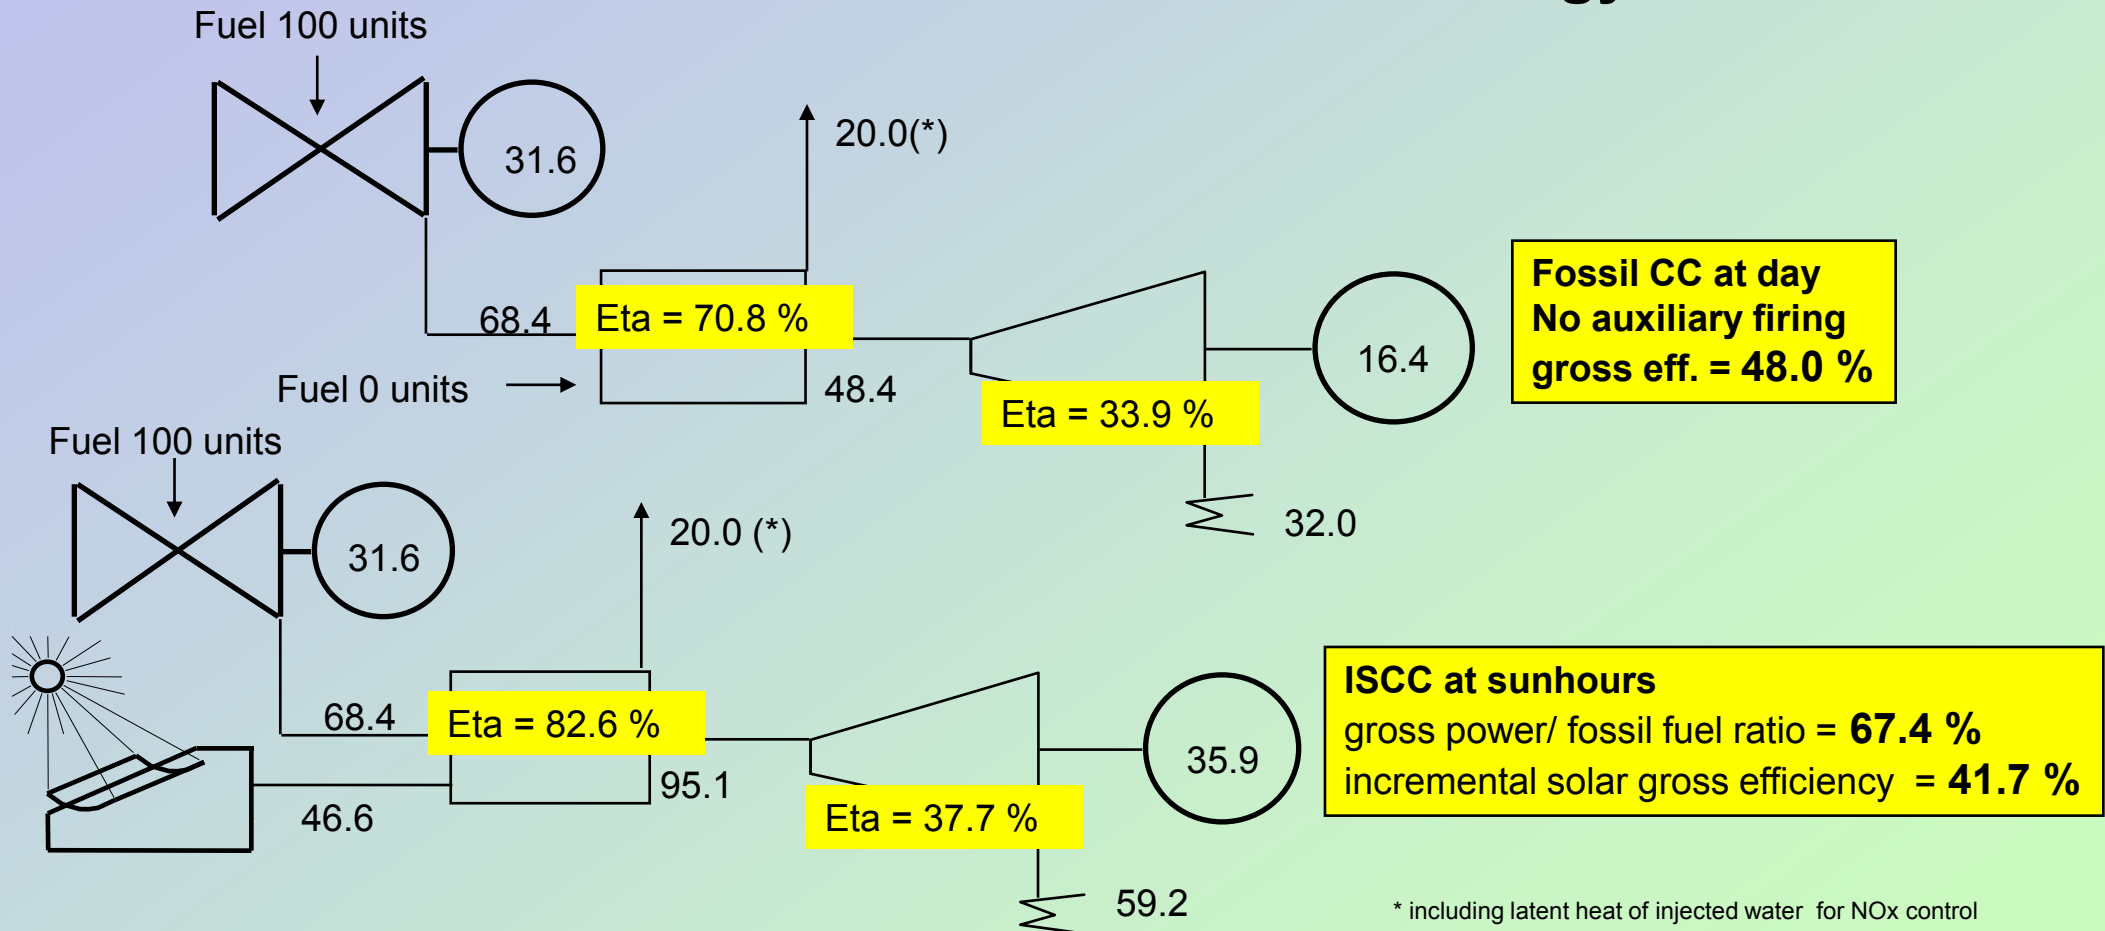 Fuel 100 units
31.6
20.0(*)
68.4
Eta = 70.8 %
Fuel 0 units
48.4
Eta = 33.9 %
16.4
32.0
Fossil CC at day
No auxiliary firing
gross eff. = 48.0 %
Fuel 100 units
31.6
20.0 (*)
68.4
Eta = 82.6 %
46.6
95.1
Eta = 37.7 %
35.9
59.2
ISCC at sunhours
gross power/ fossil fuel ratio = 67.4 %
incremental solar gross efficiency = 41.7 %
* including latent heat of injected water for NOx control